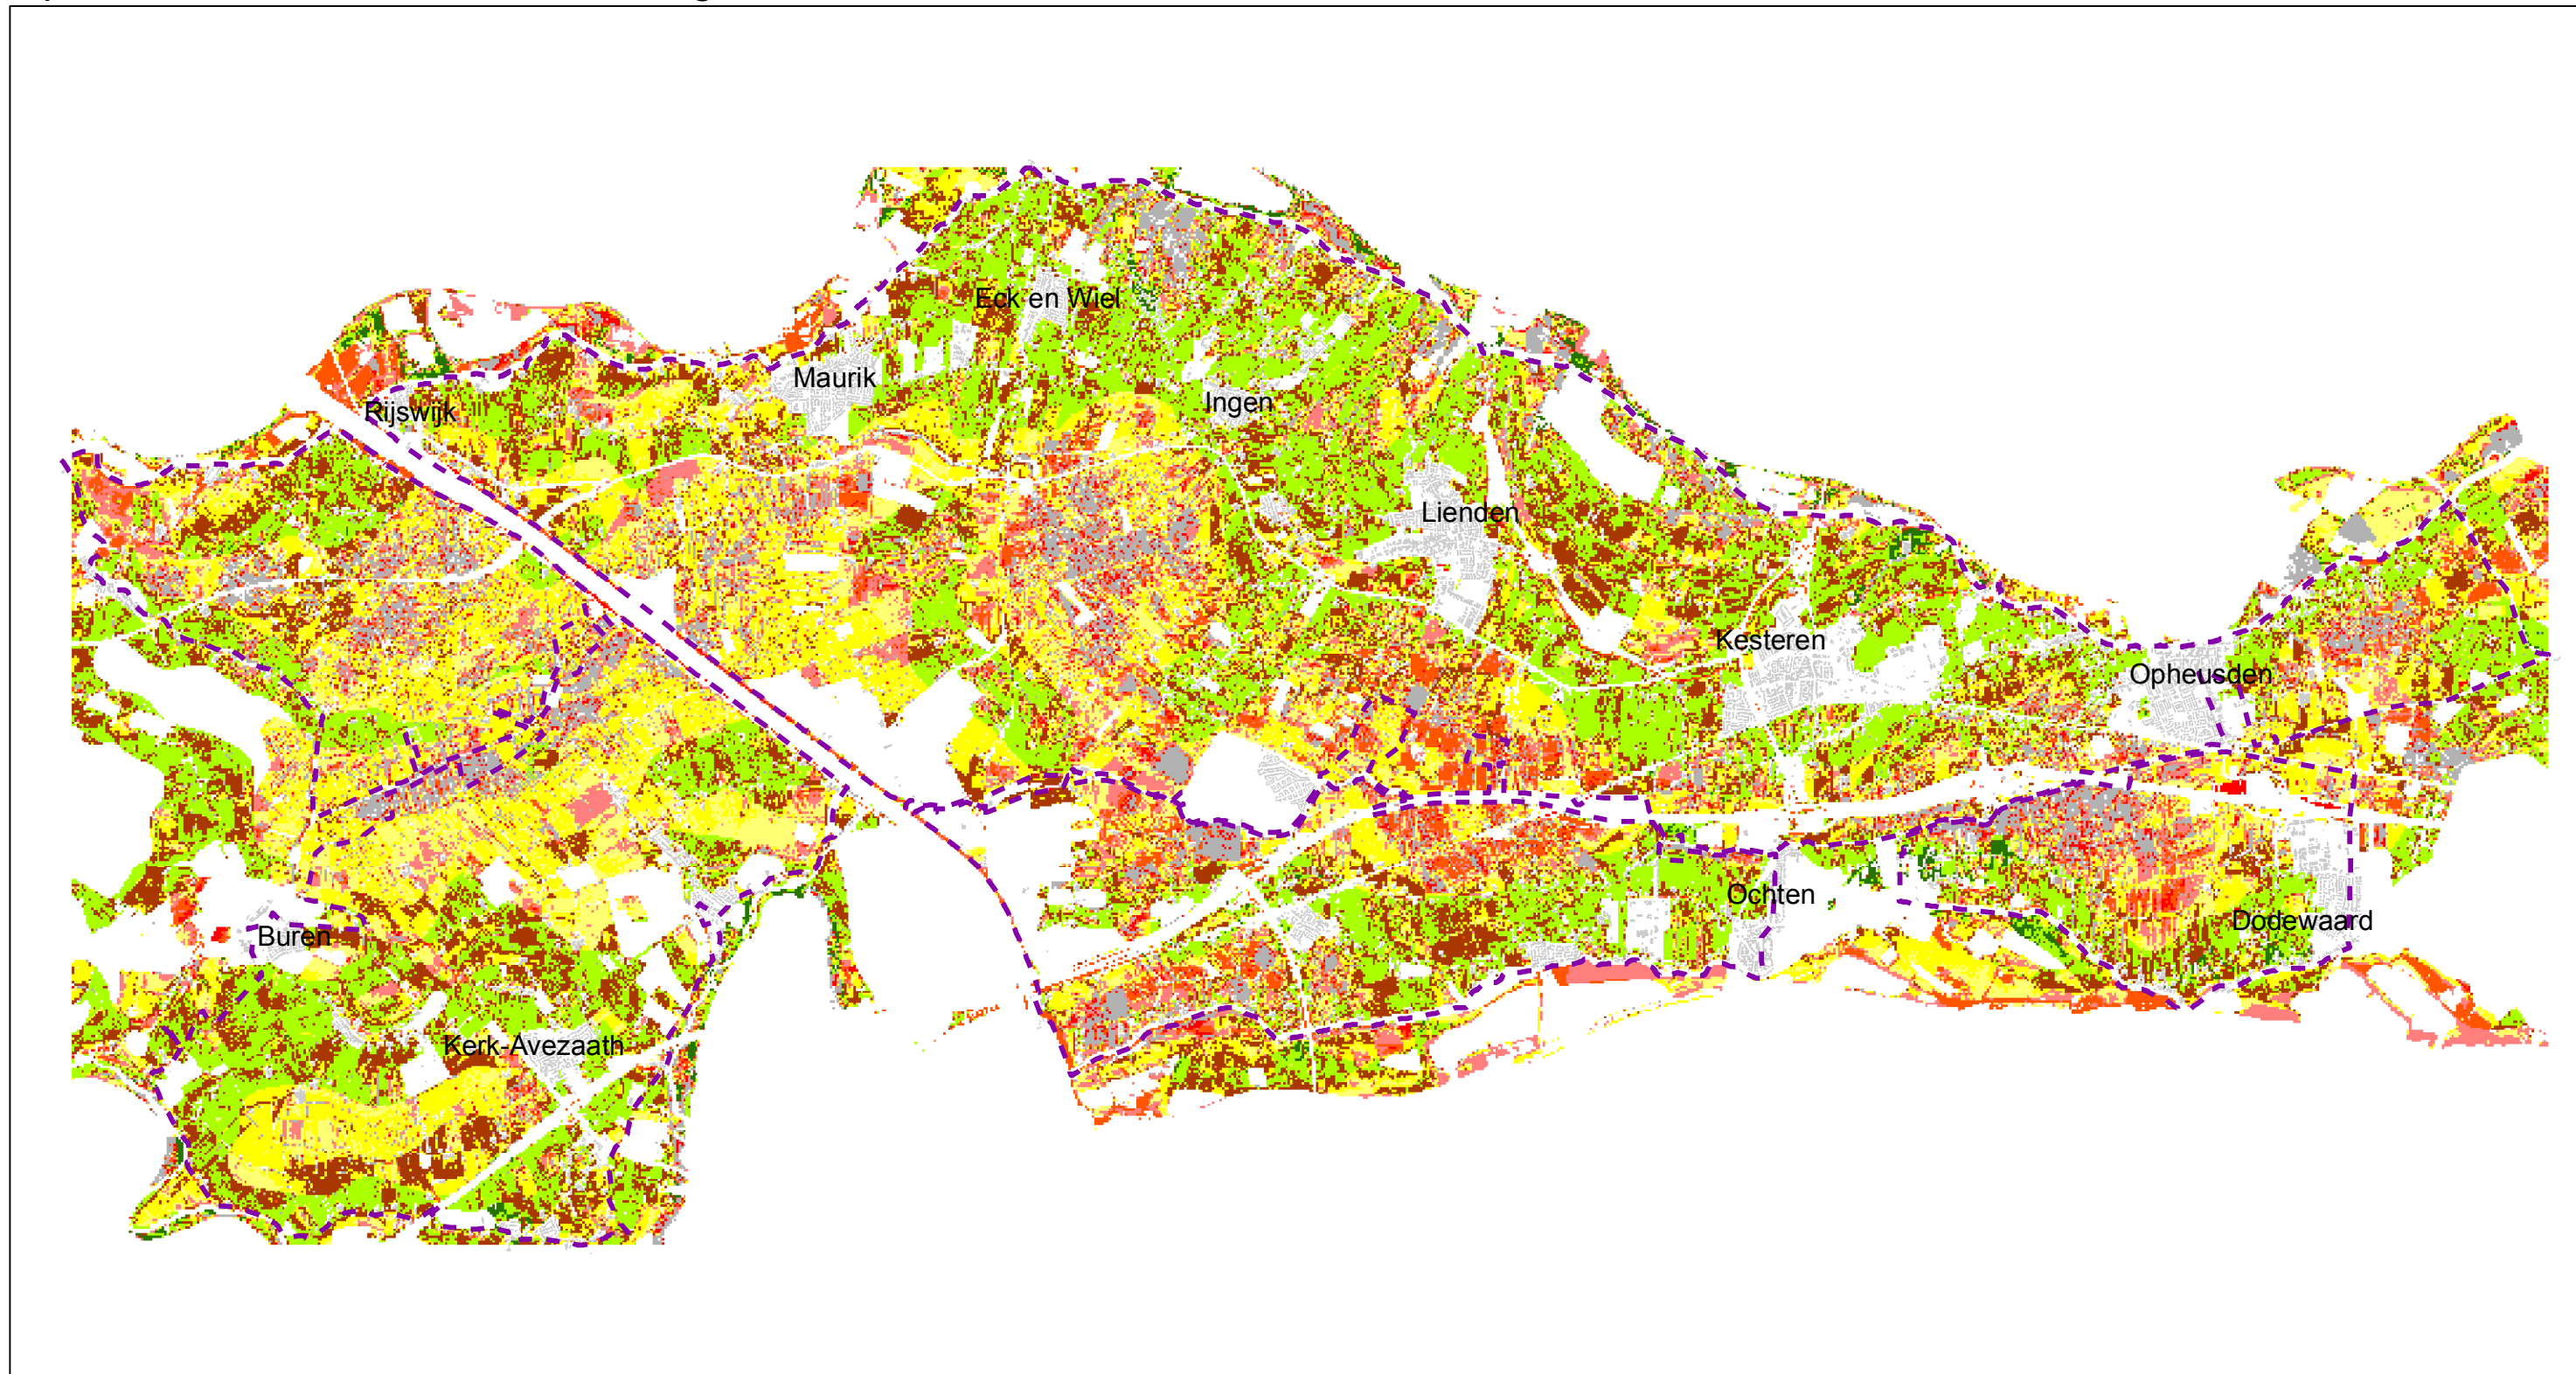 Eck en Wiel
Maurik
Rijswijk
Ingen
Lienden
Kesteren
Opheusden
Ochten
Dodewaard
Buren
Kerk-Avezaath